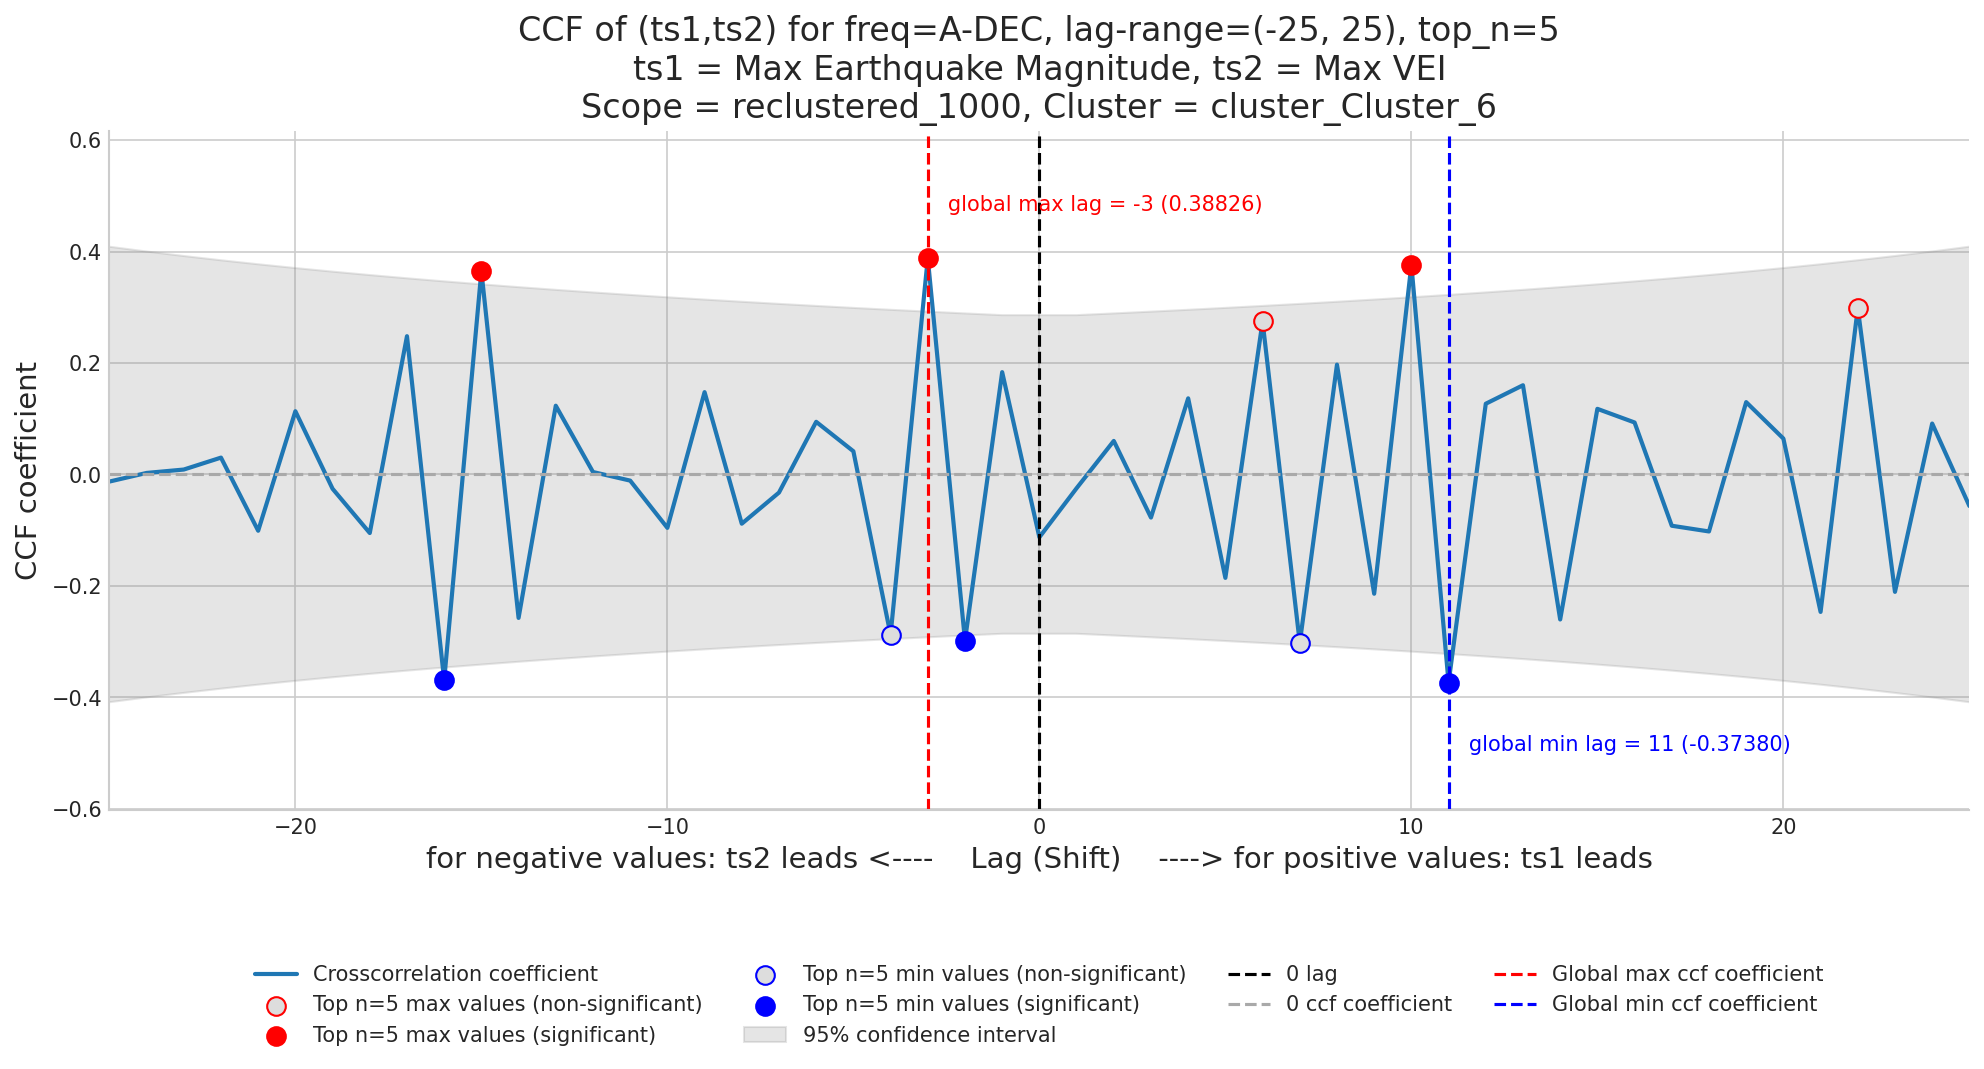 CCF of (ts1,ts2) for freq=A-DEC, lag-range=(-25, 25), top_n=5
ts1 = Max Earthquake Magnitude, ts2 = Max VEI
Scope = reclustered_1000, Cluster = cluster_Cluster_6
0.6
0.4
0.2
0.0
−0.2
−0.4
−0.6
CCF coefficient
global max lag = -3 (0.38826)
global min lag = 11 (-0.37380)
−20
−10
0
10
20
for negative values: ts2 leads <---- Lag (Shift) ----> for positive values: ts1 leads
Crosscorrelation coefficient
Top n=5 max values (non-significant)
Top n=5 max values (significant)
Top n=5 min values (non-significant)
Top n=5 min values (significant)
95% confidence interval
0 lag
0 ccf coefficient
Global max ccf coefficient
Global min ccf coefficient